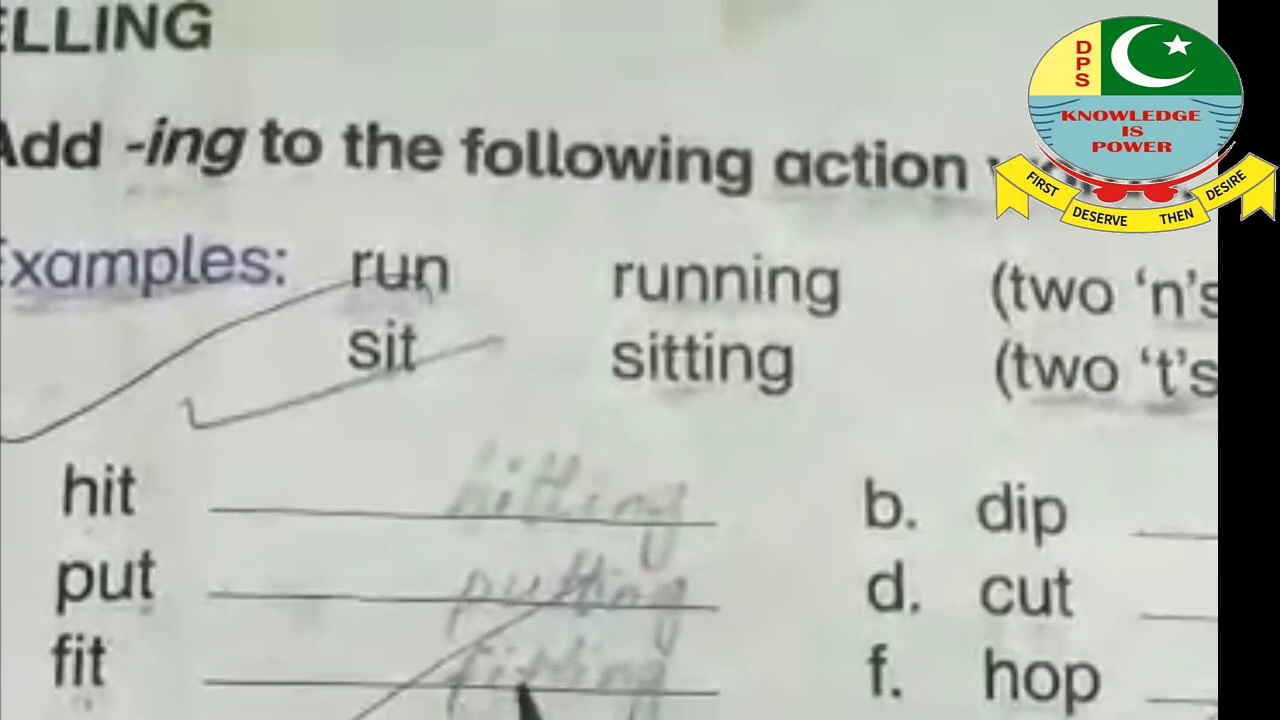 ELLING
Add -ing to the following action
Examples: run running (two ‘n’s
sit sitting (two ‘t’s
hit hitting b. dip
put putting d. cut
fit fitting f. hop
DPS
KNOWLEDGE
IS
POWER
FIRST DESERVE THEN DESIRE